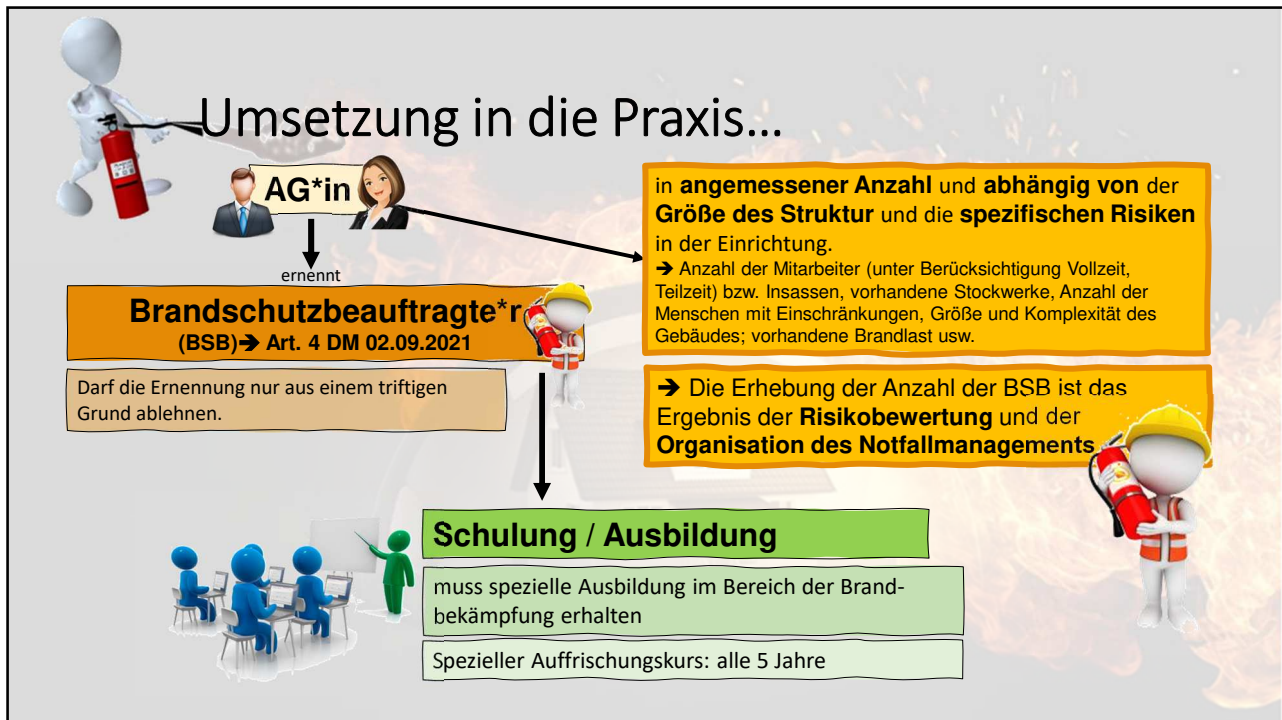 Umsetzung in die Praxis...
AG*in
ernennt
Brandschutzbeauftragte*r
(BSB)➔ Art. 4 DM 02.09.2021
Darf die Ernennung nur aus einem triftigen
Grund ablehnen.
in angemessener Anzahl und abhängig von der
Größe des Struktur und die spezifischen Risiken
in der Einrichtung.
➔ Anzahl der Mitarbeiter (unter Berücksichtigung Vollzeit,
Teilzeit) bzw. Insassen, vorhandene Stockwerke, Anzahl der
Menschen mit Einschränkungen, Größe und Komplexität des
Gebäudes; vorhandene Brandlast usw.
➔ Die Erhebung der Anzahl der BSB ist das
Ergebnis der Risikobewertung und der
Organisation des Notfallmanagements
Schulung / Ausbildung
muss spezielle Ausbildung im Bereich der Brand-
bekämpfung erhalten
Spezieller Auffrischungskurs: alle 5 Jahre